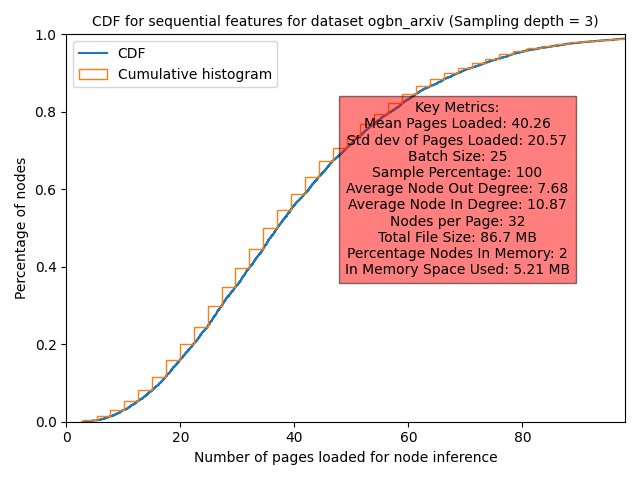 CDF for sequential features for dataset ogbn_arxiv (Sampling depth = 3)
1.0
CDF
Cumulative histogram
0.8
Key Metrics:
Mean Pages Loaded: 40.26
Std dev of Pages Loaded: 20.57
Batch Size: 25
Sample Percentage: 100
Average Node Out Degree: 7.68
Average Node In Degree: 10.87
Nodes per Page: 32
Total File Size: 86.7 MB
Percentage Nodes In Memory: 2
In Memory Space Used: 5.21 MB
0.6
Percentage of nodes
0.4
0.2
0.0
0 20 40 60 80
Number of pages loaded for node inference